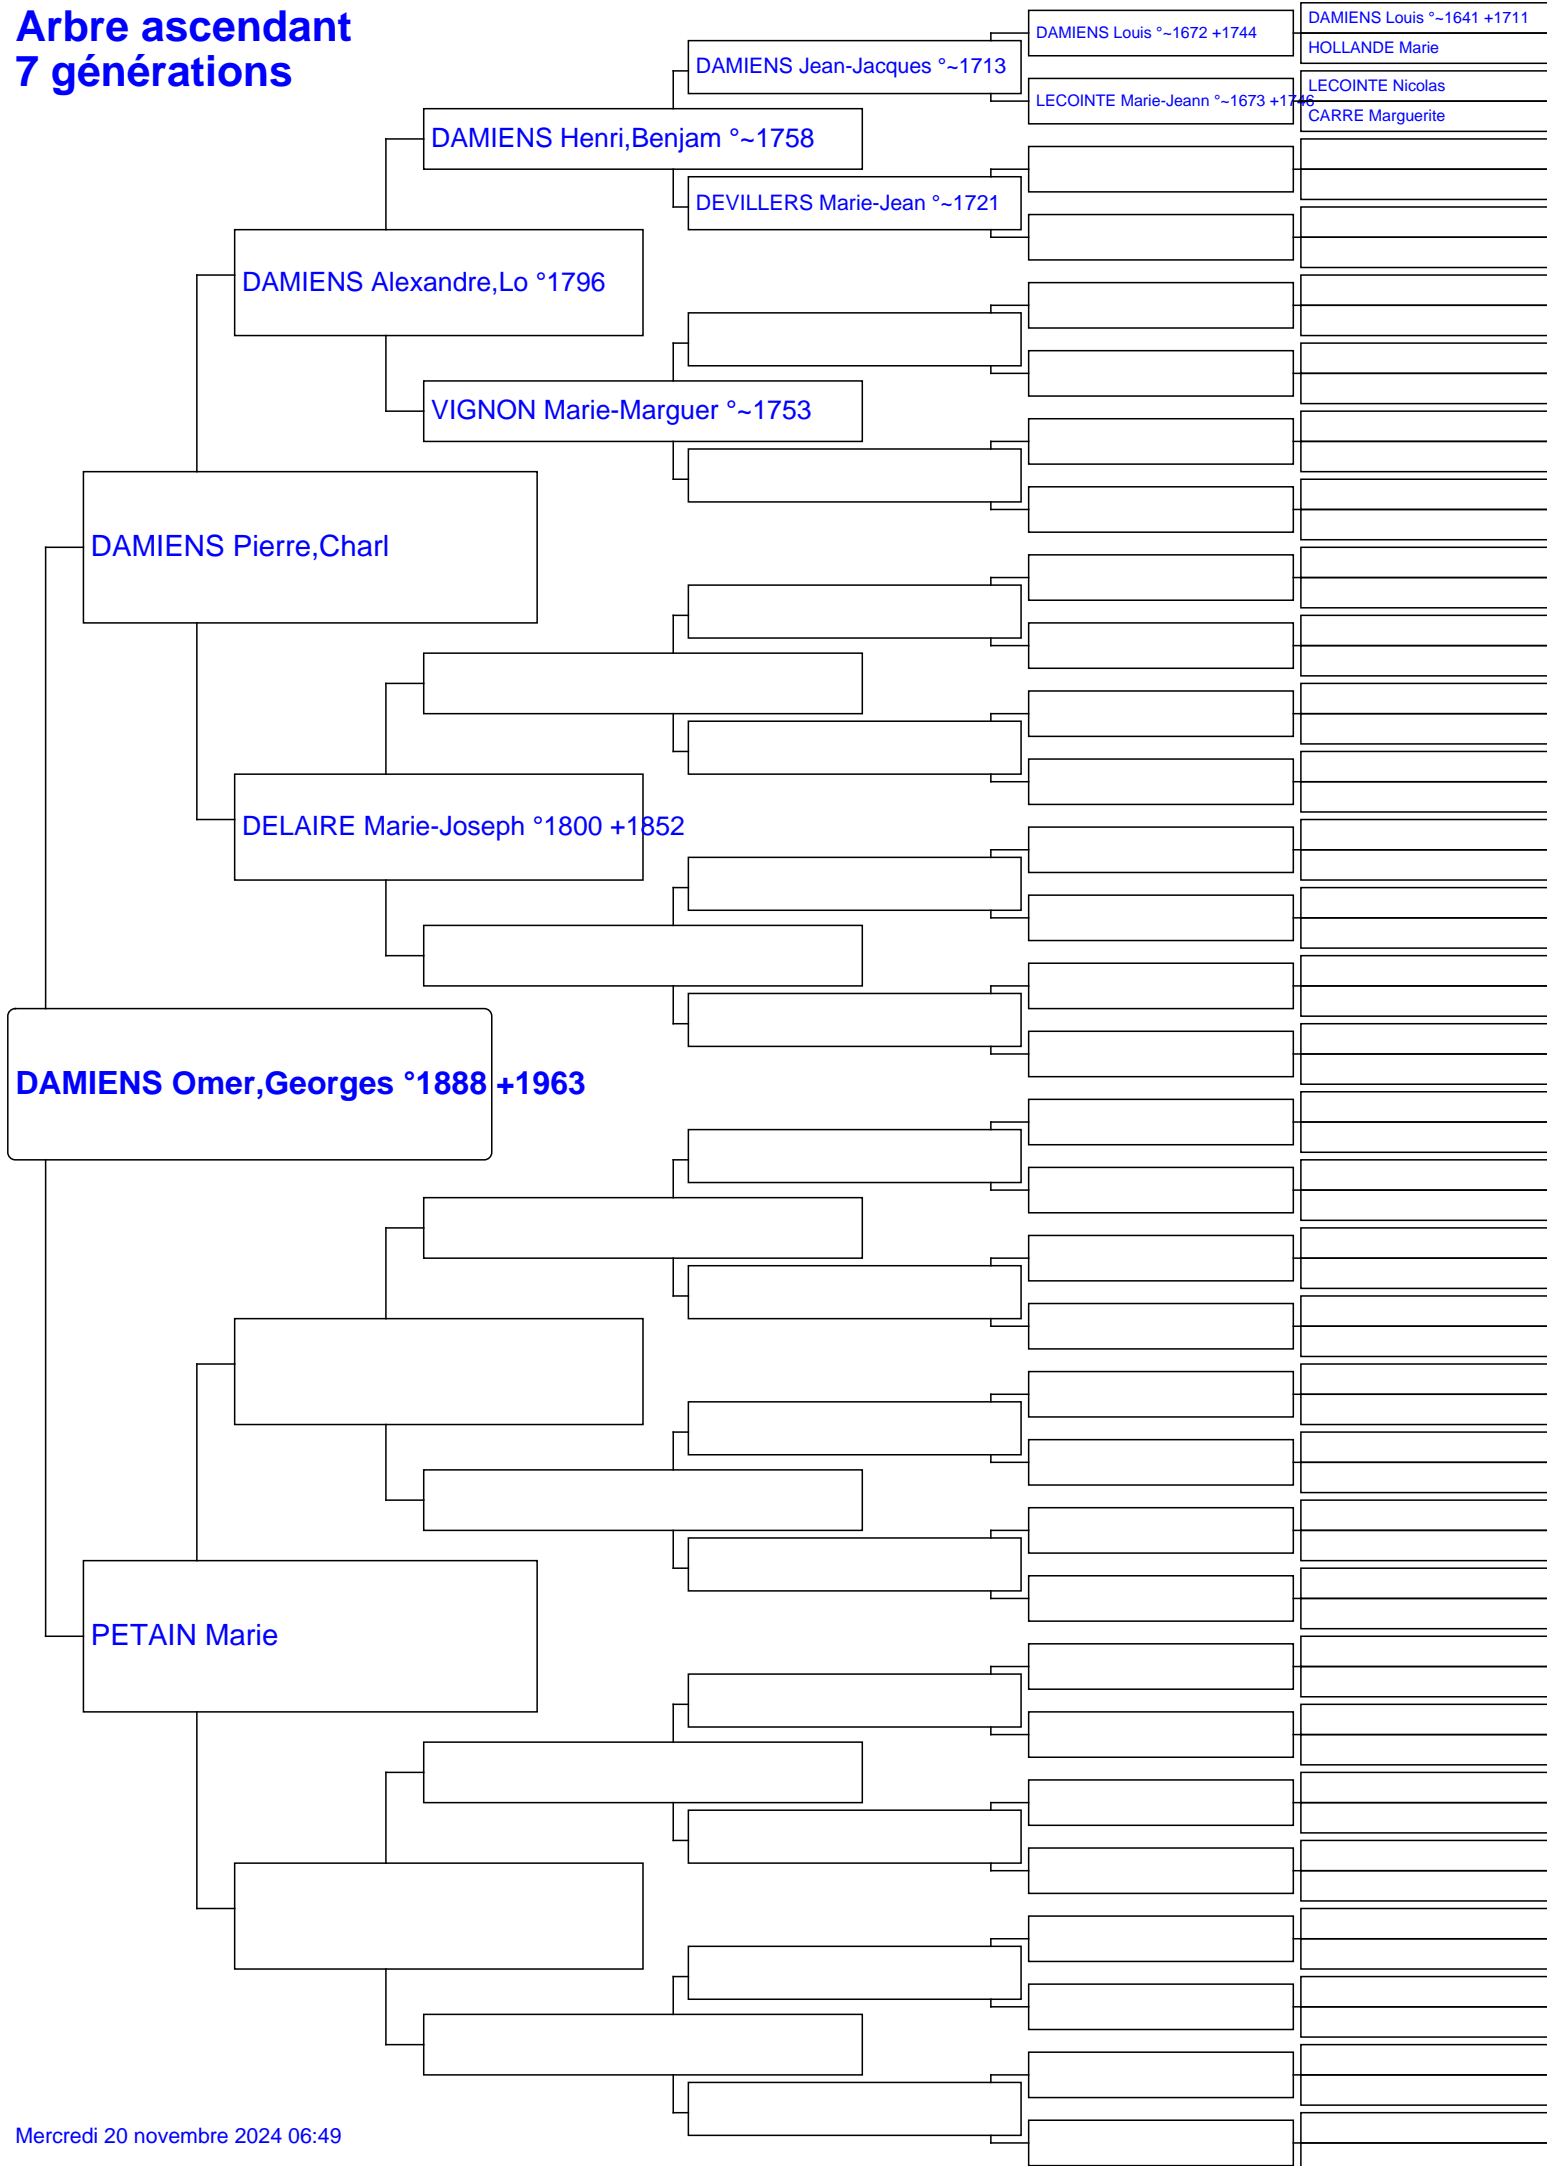 Arbre ascendant
7 générations
DAMIENS Louis °~1641 +1711
DAMIENS Louis °~1672 +1744
HOLLANDE Marie
DAMIENS Jean-Jacques °~1713
LECOINTE Nicolas
LECOINTE Marie-Jeann °~1673 +1746
CARRE Marguerite
DAMIENS Henri,Benjam °~1758
DEVILLERS Marie-Jean °~1721
DAMIENS Alexandre,Lo °1796
VIGNON Marie-Marguer °~1753
DAMIENS Pierre,Charl
DELAIRE Marie-Joseph °1800 +1852
DAMIENS Omer,Georges °1888 +1963
PETAIN Marie
Mercredi 20 novembre 2024 06:49